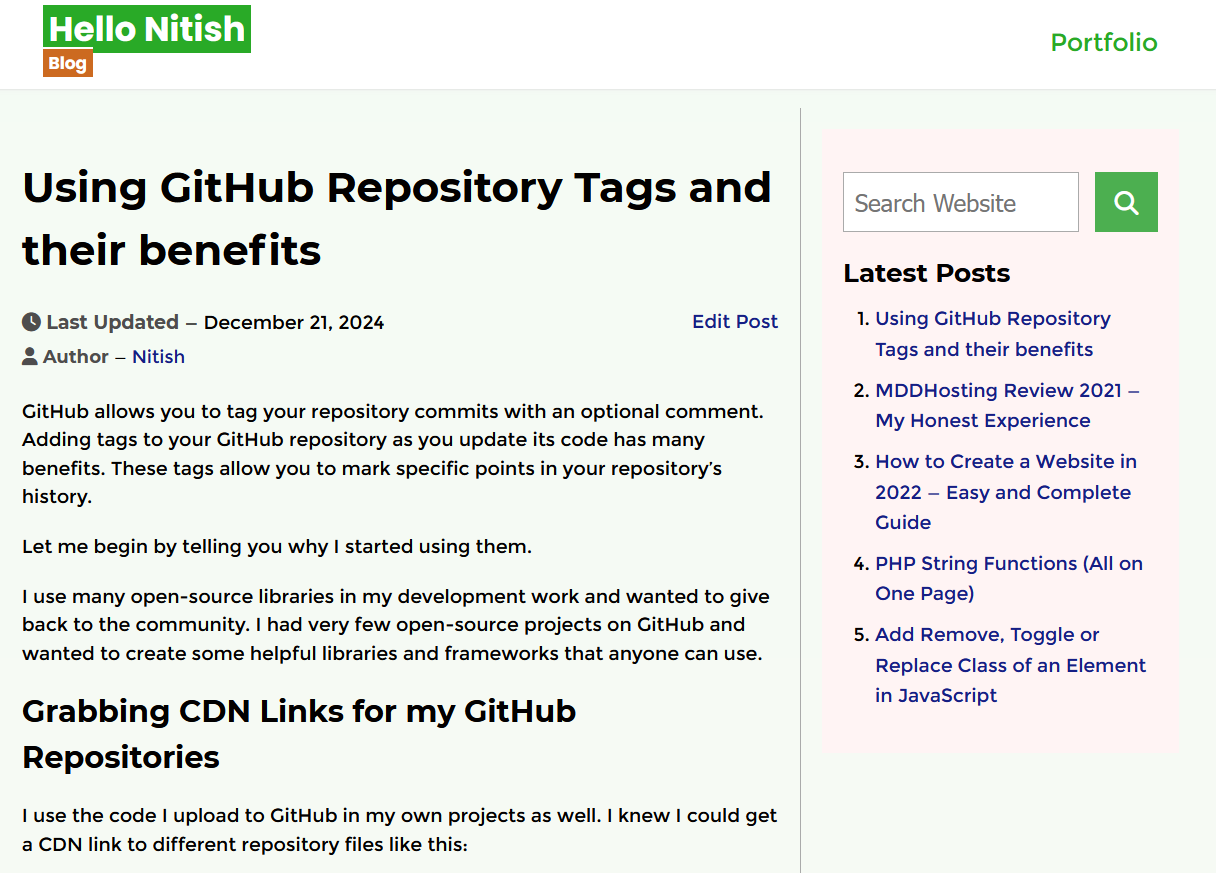 Hello Nitish
Blog
Portfolio
Using GitHub Repository Tags and
their benefits
Last Updated – December 21, 2024
Edit Post
Author – Nitish
GitHub allows you to tag your repository commits with an optional comment.
Adding tags to your GitHub repository as you update its code has many
benefits. These tags allow you to mark specific points in your repository’s
history.
Let me begin by telling you why I started using them.
I use many open-source libraries in my development work and wanted to give
back to the community. I had very few open-source projects on GitHub and
wanted to create some helpful libraries and frameworks that anyone can use.
Grabbing CDN Links for my GitHub
Repositories
I use the code I upload to GitHub in my own projects as well. I knew I could get
a CDN link to different repository files like this:
Search Website
Latest Posts
1. Using GitHub Repository
Tags and their benefits
2. MDDHosting Review 2021 –
My Honest Experience
3. How to Create a Website in
2022 – Easy and Complete
Guide
4. PHP String Functions (All on
One Page)
5. Add Remove, Toggle or
Replace Class of an Element
in JavaScript